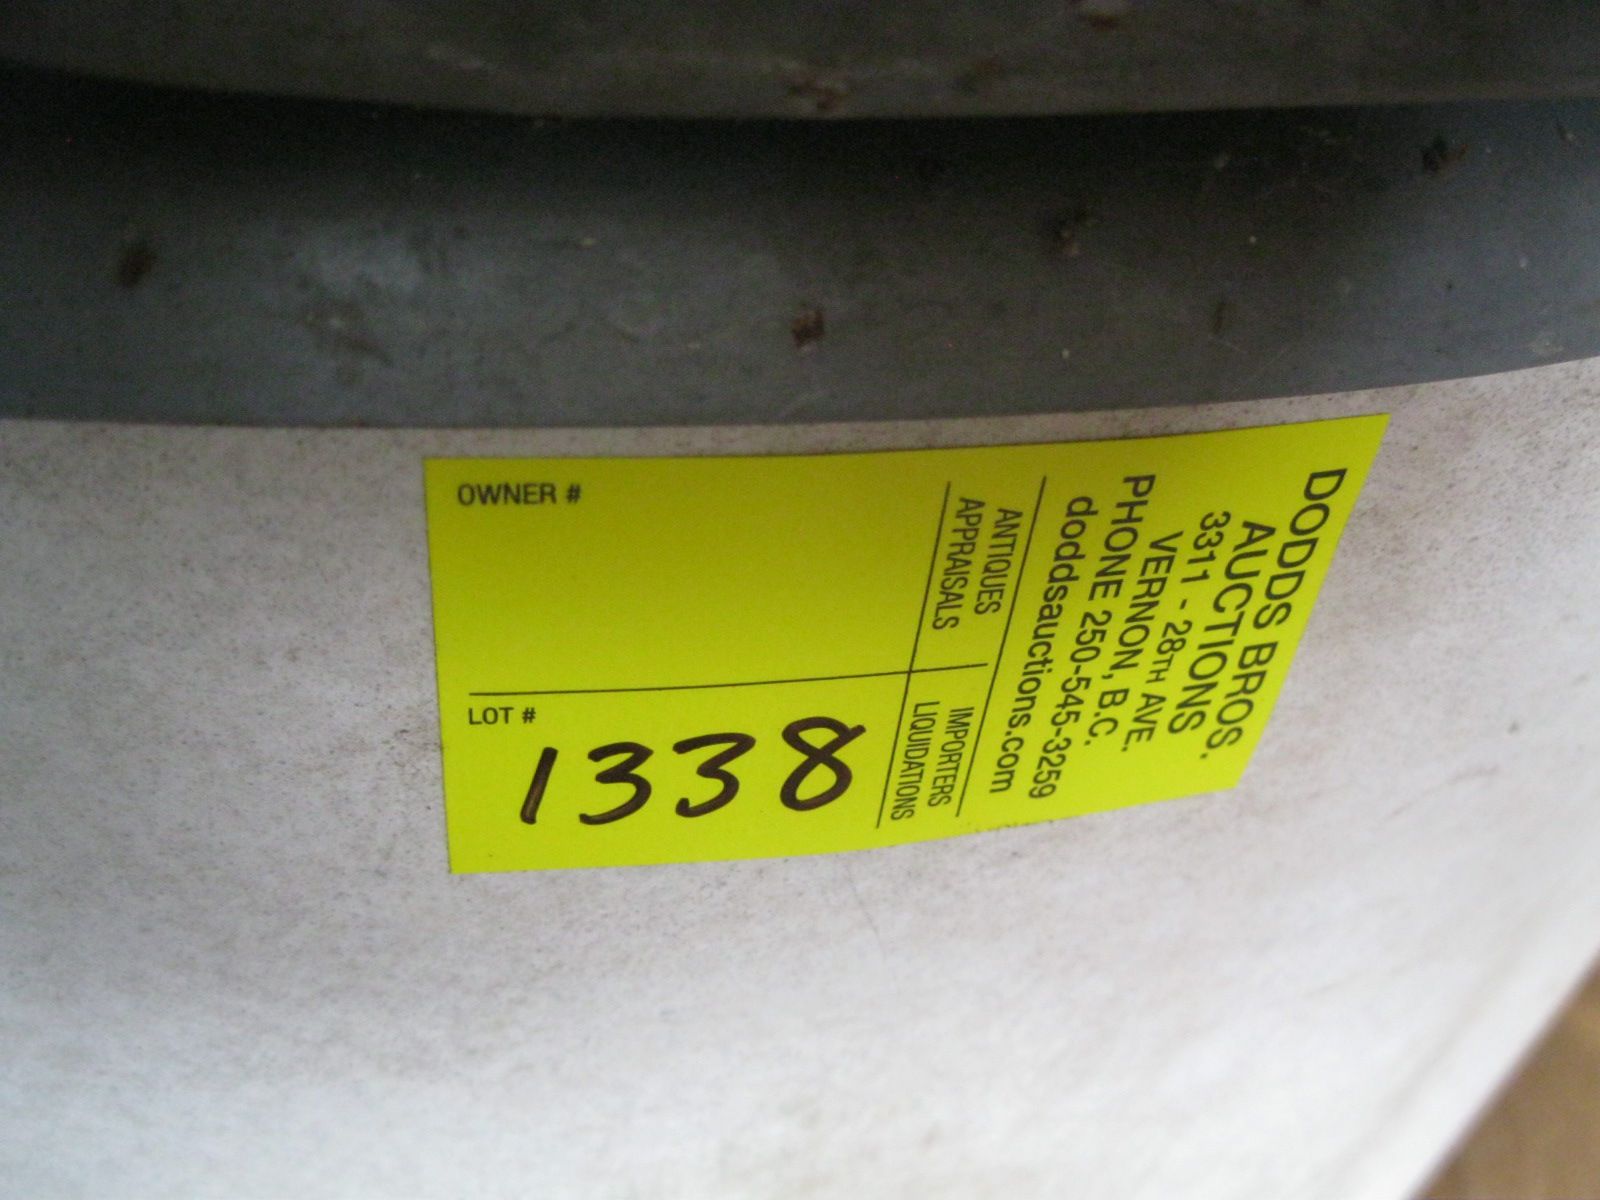 DODDS BROS.
AUCTIONS
3311 - 28TH AVE.
VERNON, B.C.
PHONE 250-545-3259
doddsauctions.com
ANTIQUES
APPRAISALS
IMPORTERS
LIQUIDATIONS
OWNER #
LOT #
1338